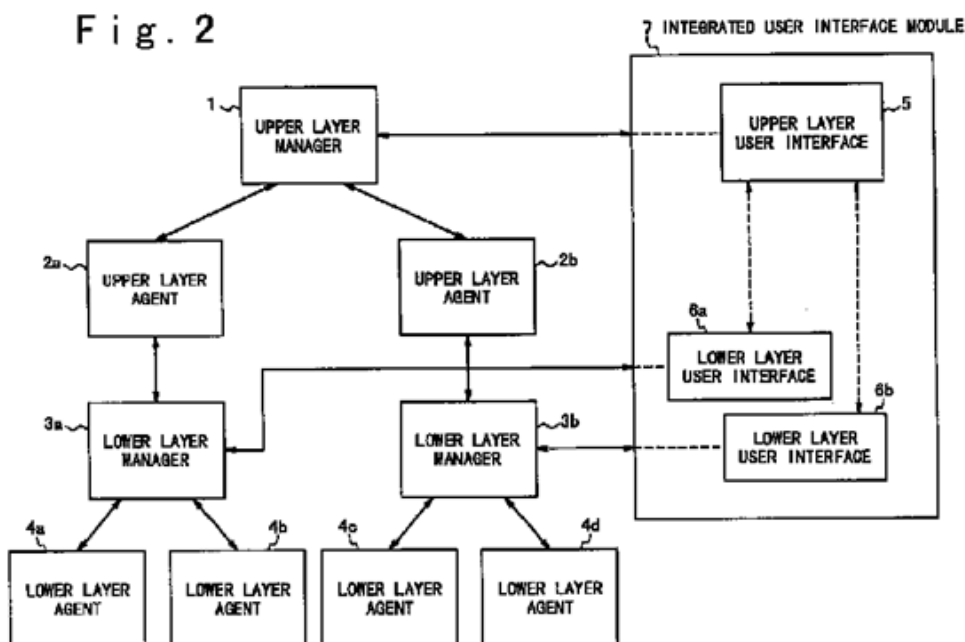 Fig. 2
7 INTEGRATED USER INTERFACE MODULE
1
5
UPPER LAYER
MANAGER
UPPER LAYER
USER INTERFACE
2a
2b
UPPER LAYER
AGENT
UPPER LAYER
AGENT
6a
LOWER LAYER
USER INTERFACE
6b
3a
3b
LOWER LAYER
MANAGER
LOWER LAYER
MANAGER
LOWER LAYER
USER INTERFACE
4a
4b
4c
4d
LOWER LAYER
AGENT
LOWER LAYER
AGENT
LOWER LAYER
AGENT
LOWER LAYER
AGENT